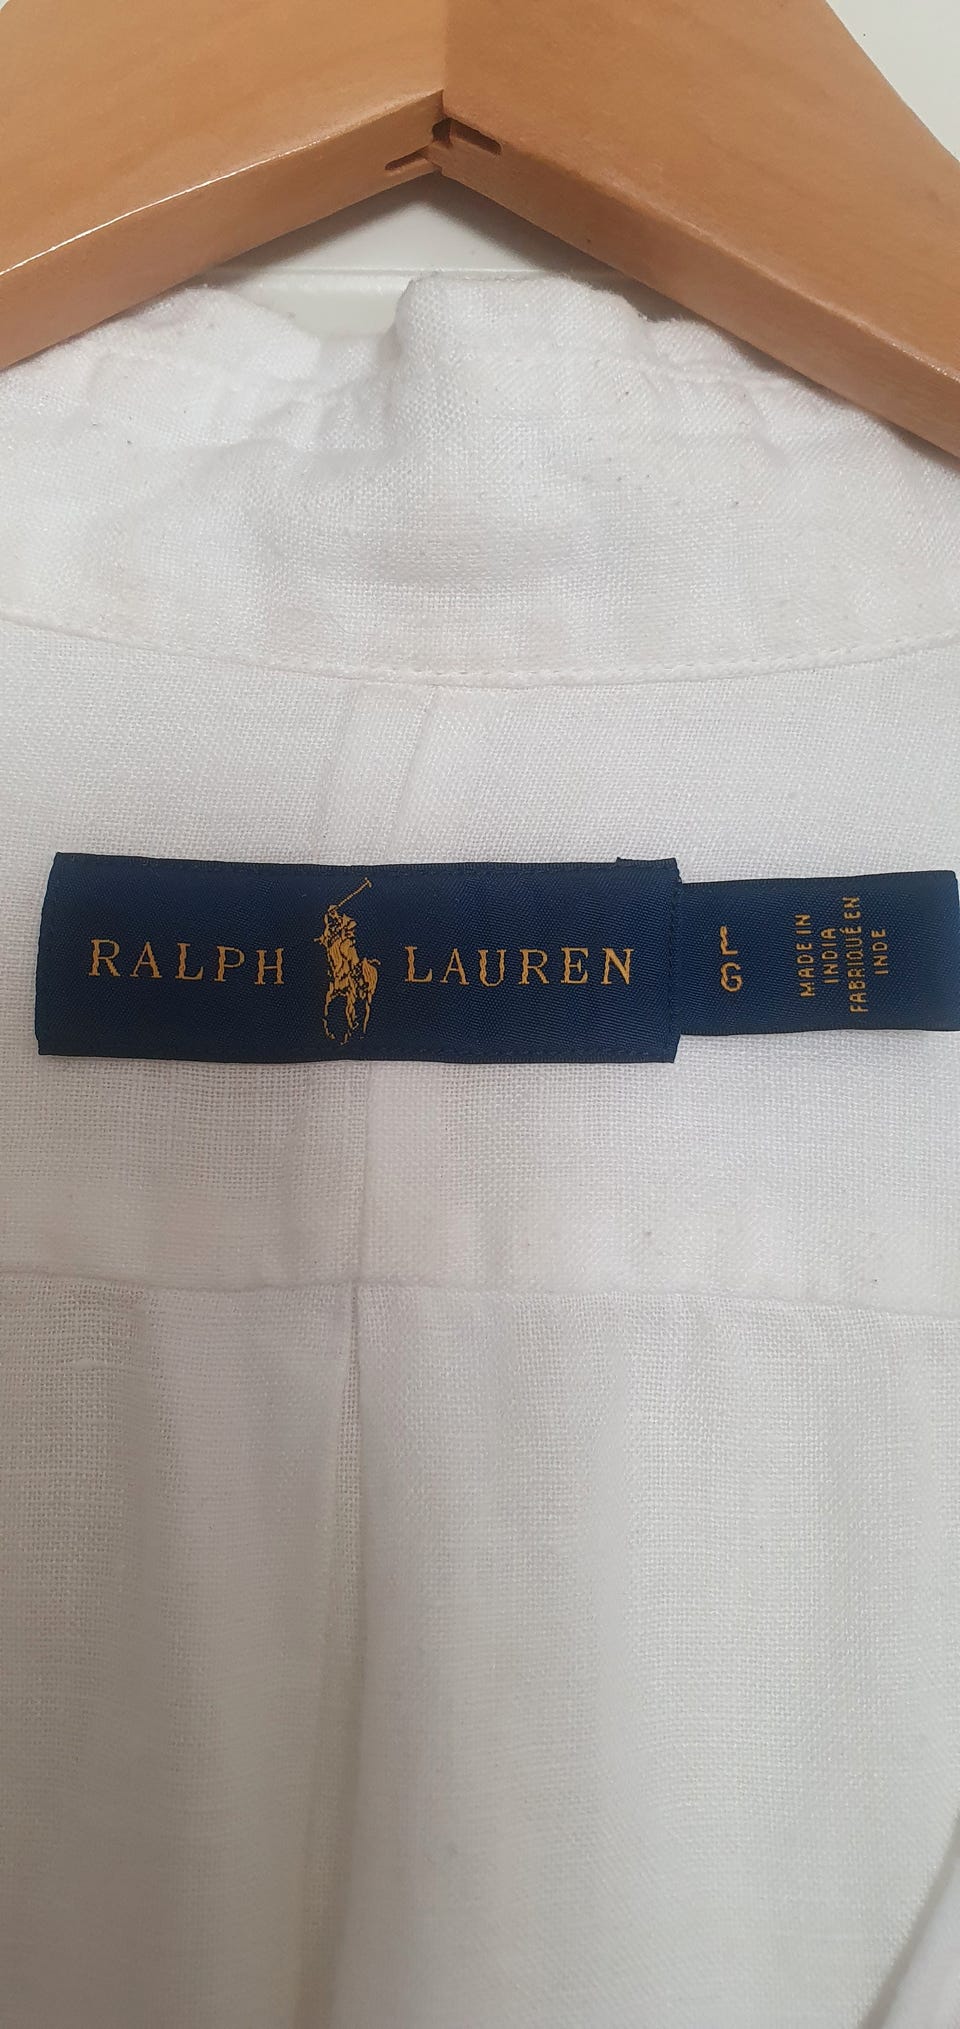 RALPH LAUREN
L
G
MADE IN
INDIA
FABRIQUÉ EN
INDE